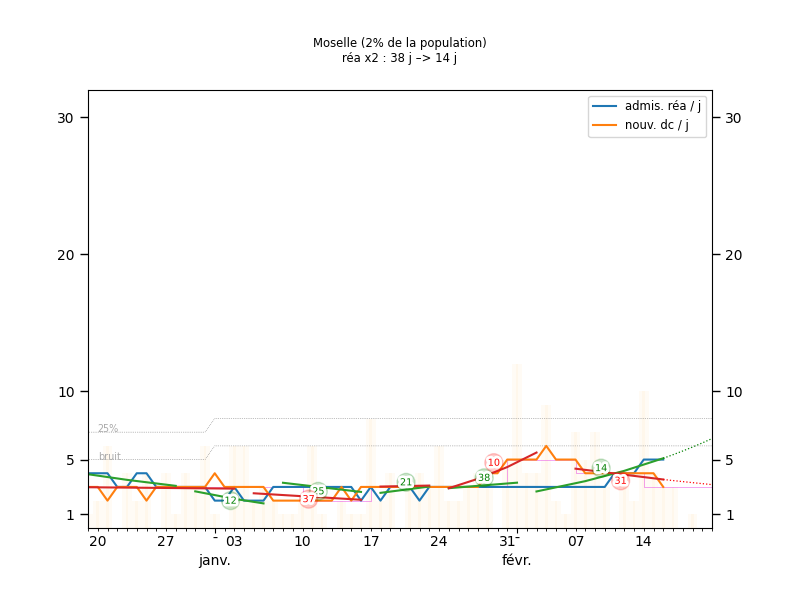 Moselle (2% de la population)
réa x2 : 38 j –> 14 j
admis. réa / j
nouv. dc / j
30 30
20 20
10 10
25%
bruit
5 5
10
14
38
21
31
25
37
12
1 1
20 27 03 10 17 24 31 07 14
janv. févr.